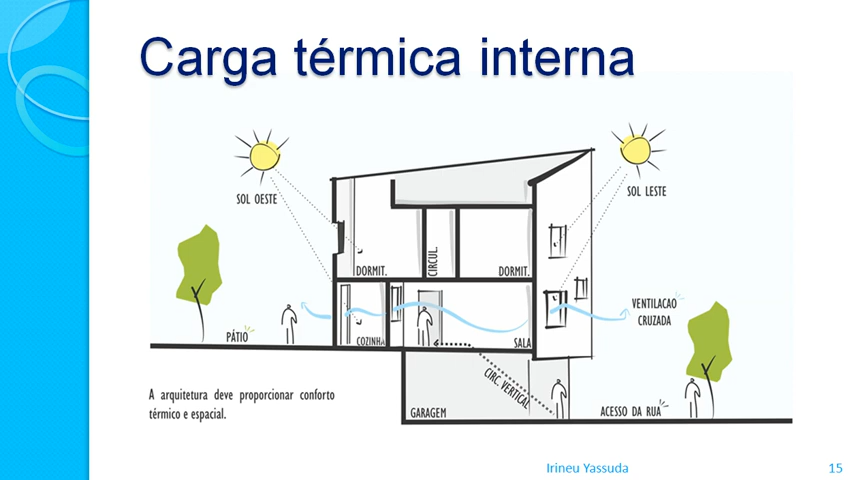 Carga térmica interna
SOL OESTE
SOL LESTE
DORMIT.
CIRCUL.
DORMIT.
VENTILACAO
CRUZADA
PÁTIO
COZINHA
SALA
CIRC. VERTICAL
A arquitetura deve proporcionar conforto
térmico e espacial.
GARAGEM
ACESSO DA RUA
Irineu Yassuda
15